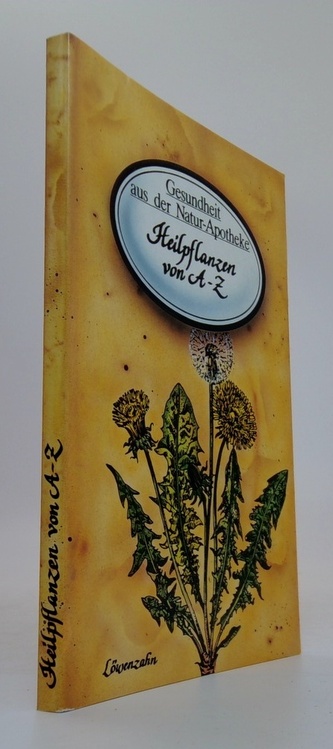 Gesundheit
aus der Natur-Apotheke
Heilpflanzen
von A-Z
Löwenzahn
Heilpflanzen von A-Z